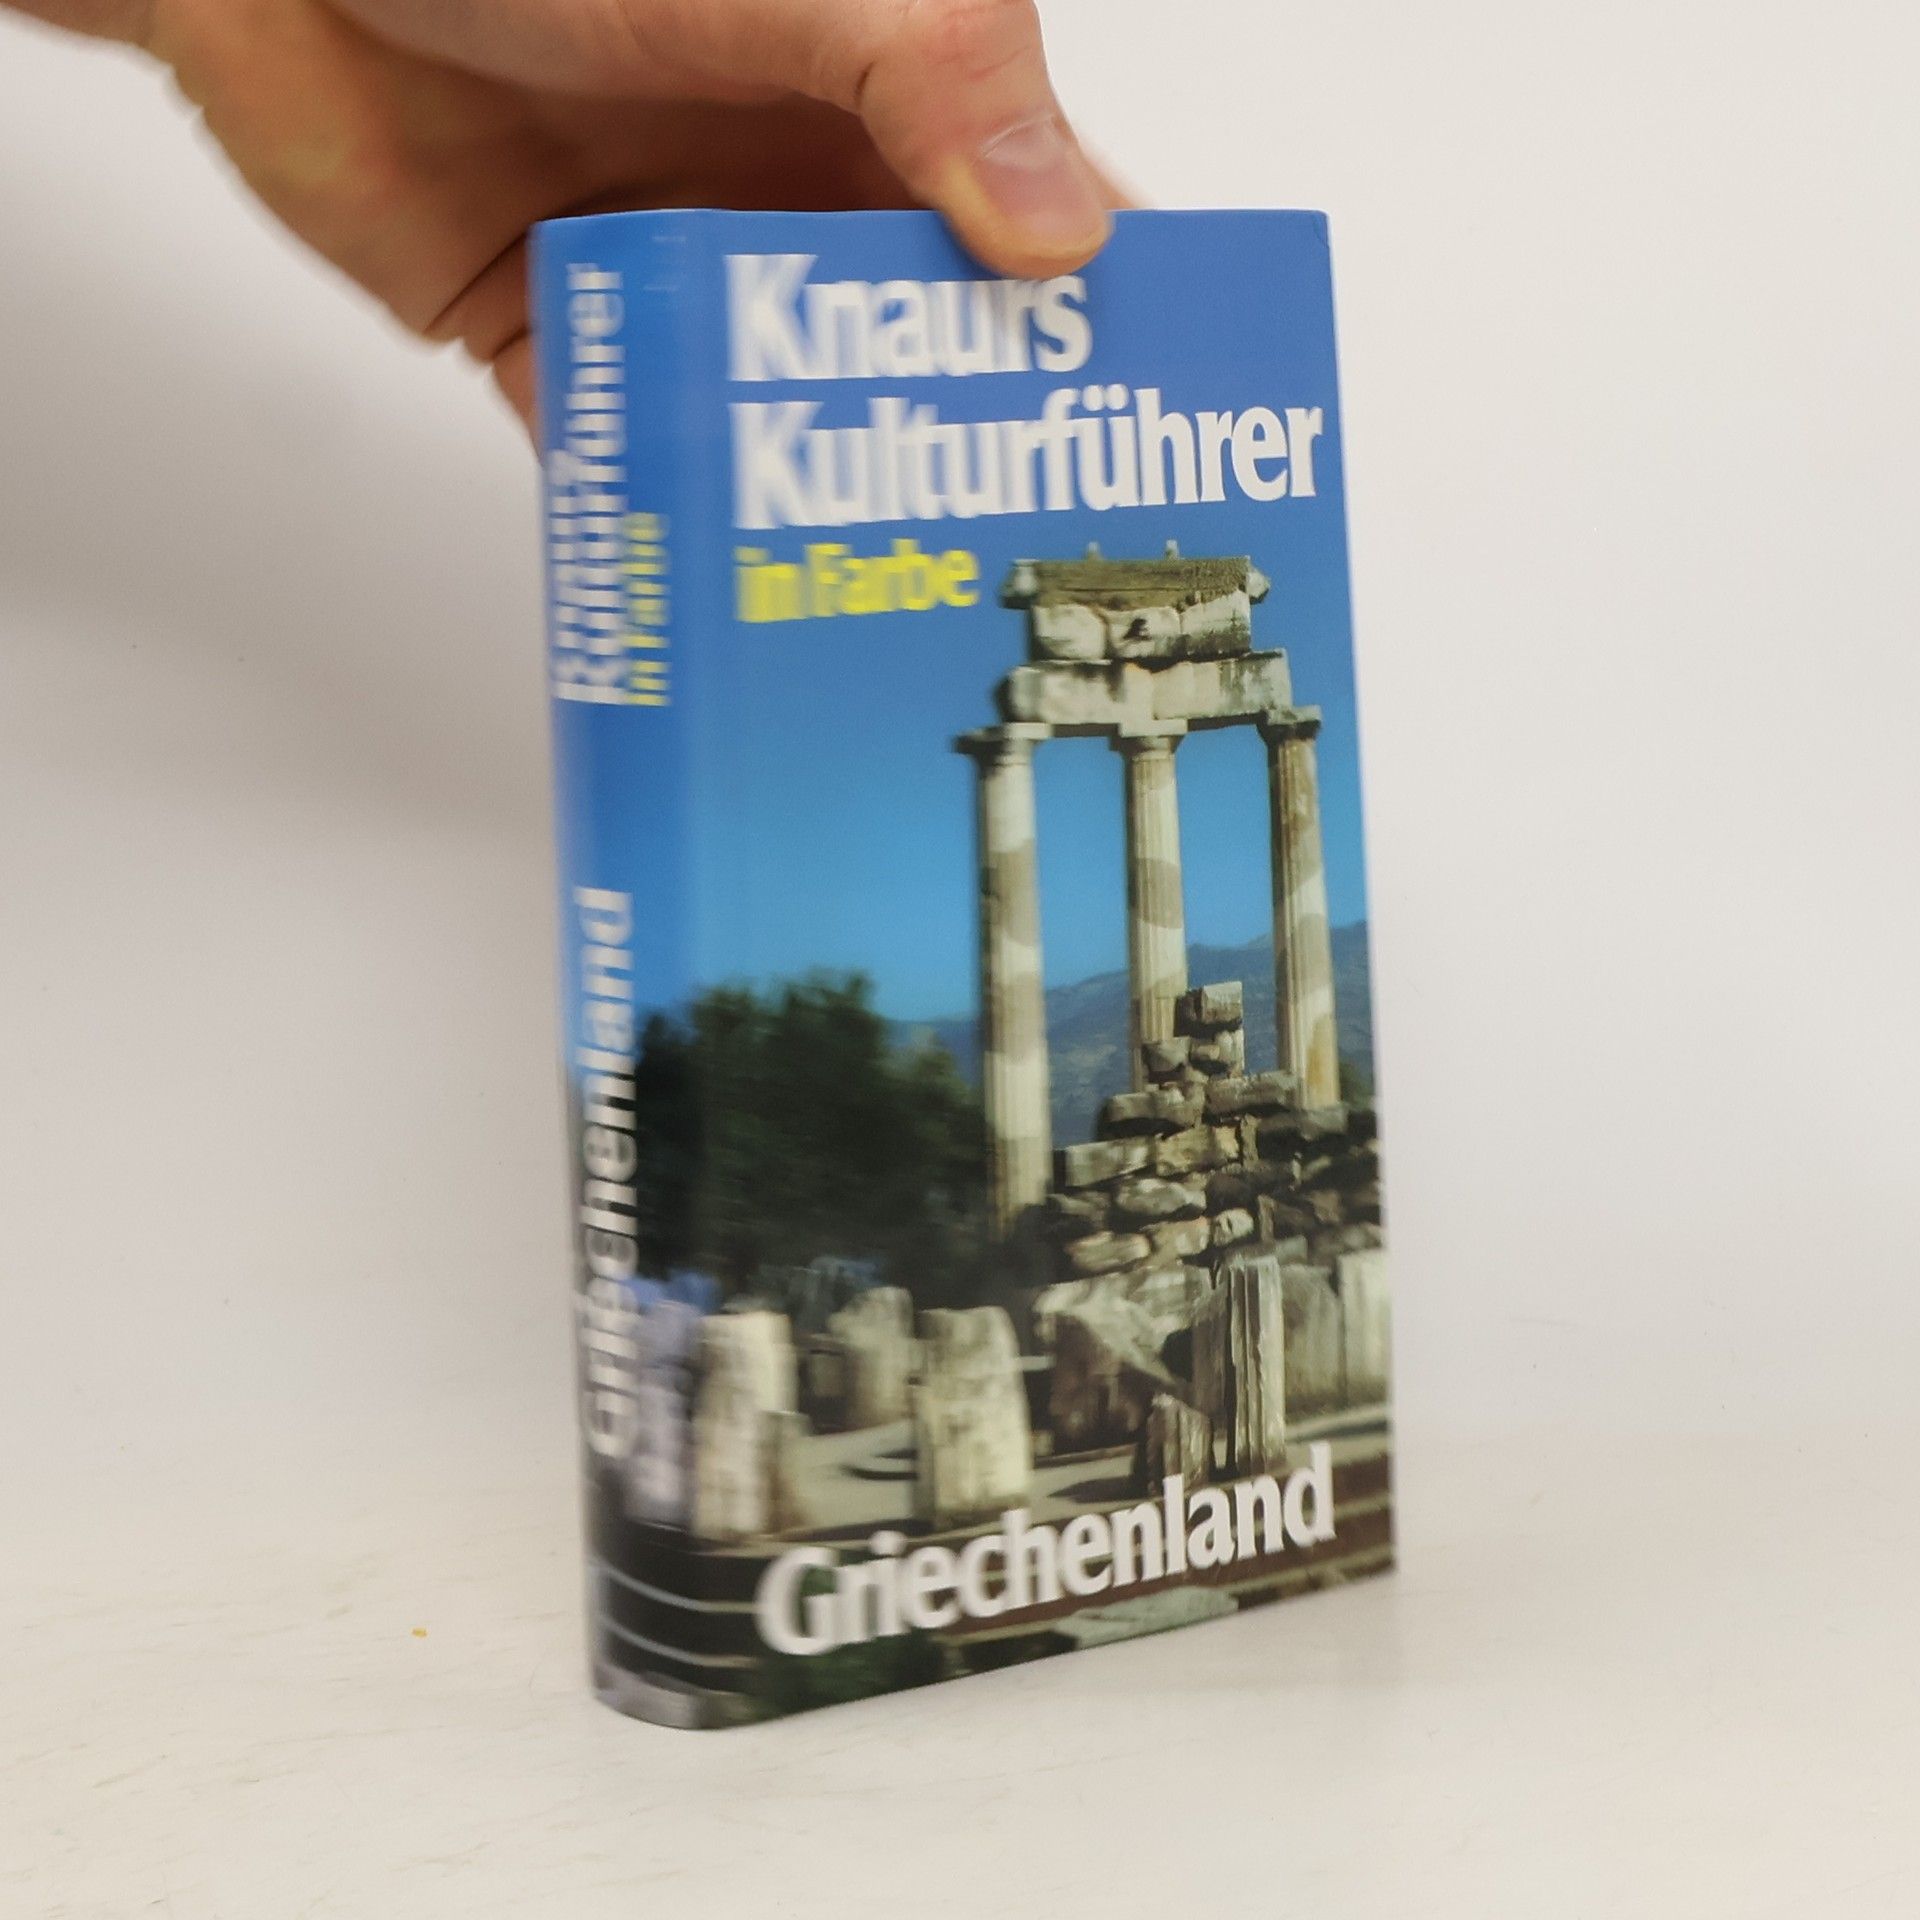 Knaurs
Kulturführer
in Farbe
Griechenland
Knaurs
Kulturführer
in Farbe
Griechenland